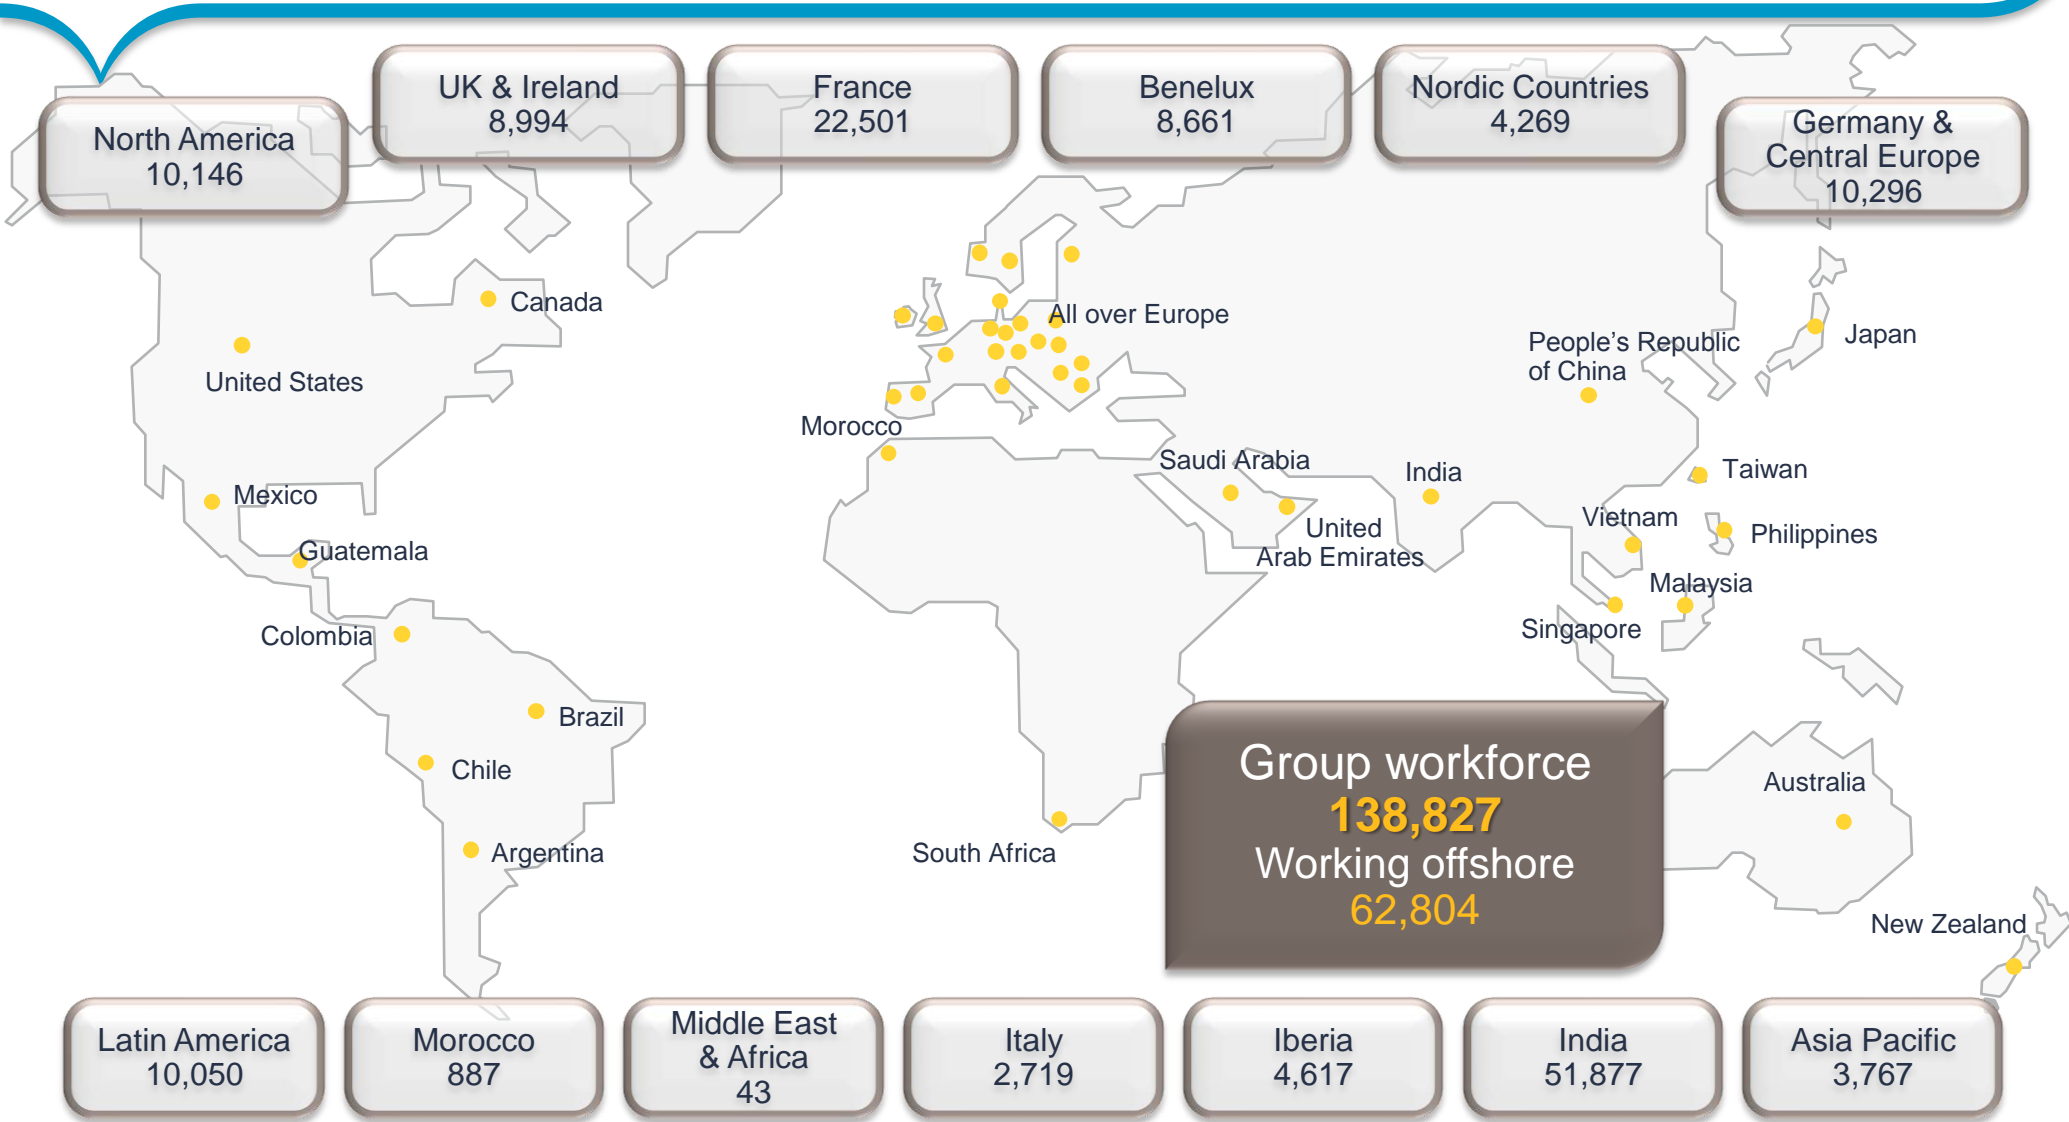 UK & Ireland
8,994
France
22,501
Benelux
8,661
Nordic Countries
4,269
North America
10,146
Germany &
Central Europe
10,296
Canada
All over Europe
People's Republic
of China
Japan
United States
Morocco
Saudi Arabia
India
Taiwan
Mexico
United
Arab Emirates
Vietnam
Philippines
Guatemala
Malaysia
Colombia
Singapore
Brazil
Chile
Group workforce
138,827
Working offshore
62,804
Australia
Argentina
South Africa
New Zealand
Latin America
10,050
Morocco
887
Middle East
& Africa
43
Italy
2,719
Iberia
4,617
India
51,877
Asia Pacific
3,767